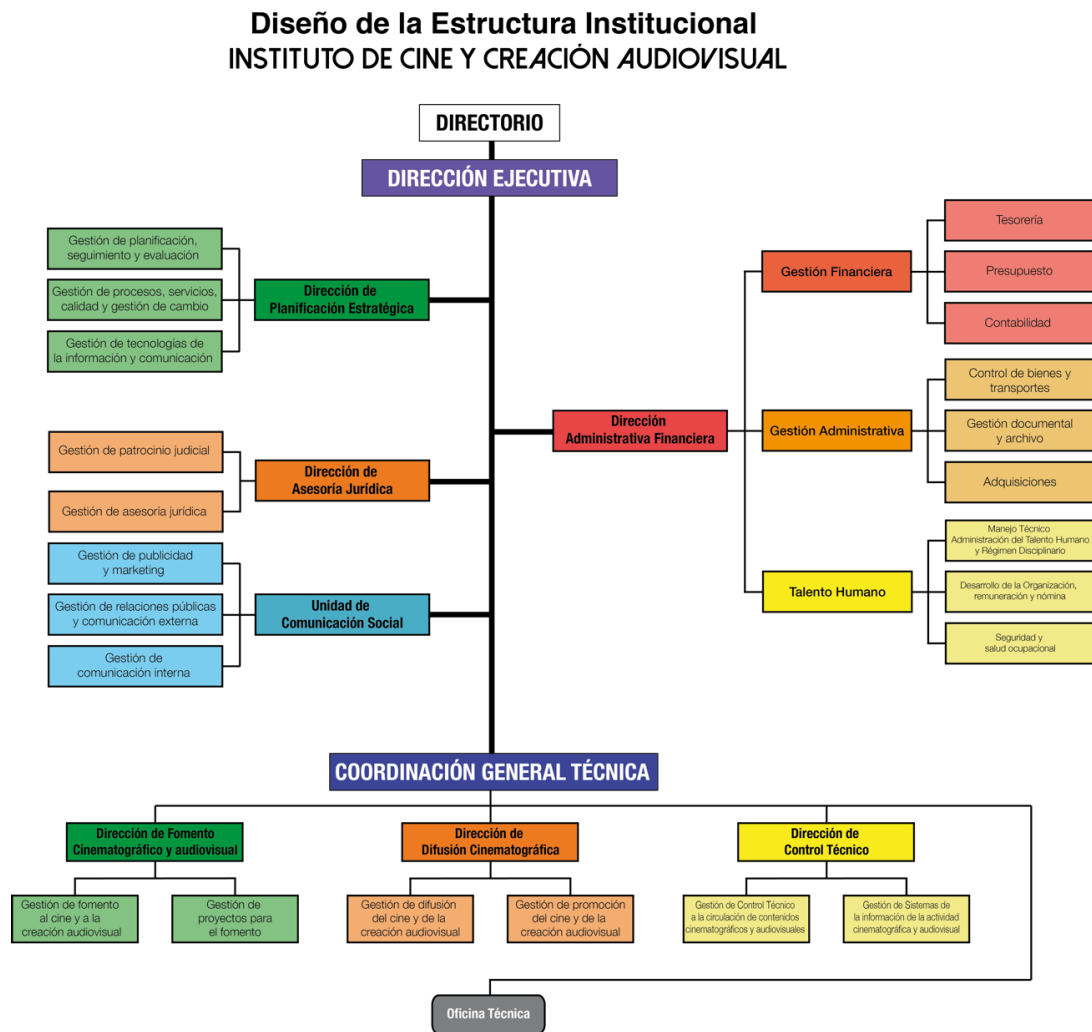 Diseño de la Estructura Institucional
INSTITUTO DE CINE Y CREACIÓN AUDIOVISUAL
DIRECTORIO
DIRECCIÓN EJECUTIVA
Gestión de planificación,
seguimiento y evaluación
Gestión de procesos, servicios,
calidad y gestión de cambio
Gestión de tecnologías de
la información y comunicación
Dirección de
Planificación Estratégica
Gestión de patrocinio judicial
Gestión de asesoría jurídica
Dirección de
Asesoría Jurídica
Gestión de publicidad
y marketing
Gestión de relaciones públicas
y comunicación externa
Gestión de
comunicación interna
Unidad de
Comunicación Social
Dirección
Administrativa Financiera
Gestión Financiera
Tesorería
Presupuesto
Contabilidad
Gestión Administrativa
Control de bienes y
transportes
Gestión documental
y archivo
Adquisiciones
Talento Humano
Manejo Técnico
Administración del Talento Humano
y Régimen Disciplinario
Desarrollo de la Organización,
remuneración y nómina
Seguridad y
salud ocupacional
COORDINACIÓN GENERAL TÉCNICA
Dirección de Fomento
Cinematográfico y audiovisual
Gestión de fomento
al cine y a la
creación audiovisual
Gestión de
proyectos para
el fomento
Dirección de
Difusión Cinematográfica
Gestión de difusión
del cine y de la
creación audiovisual
Gestión de promoción
del cine y de la
creación audiovisual
Dirección de
Control Técnico
Gestión de Control Técnico
a la circulación de contenidos
cinematográficos y audiovisuales
Gestión de Sistemas de
la información de la actividad
cinematográfica y audiovisual
Oficina Técnica